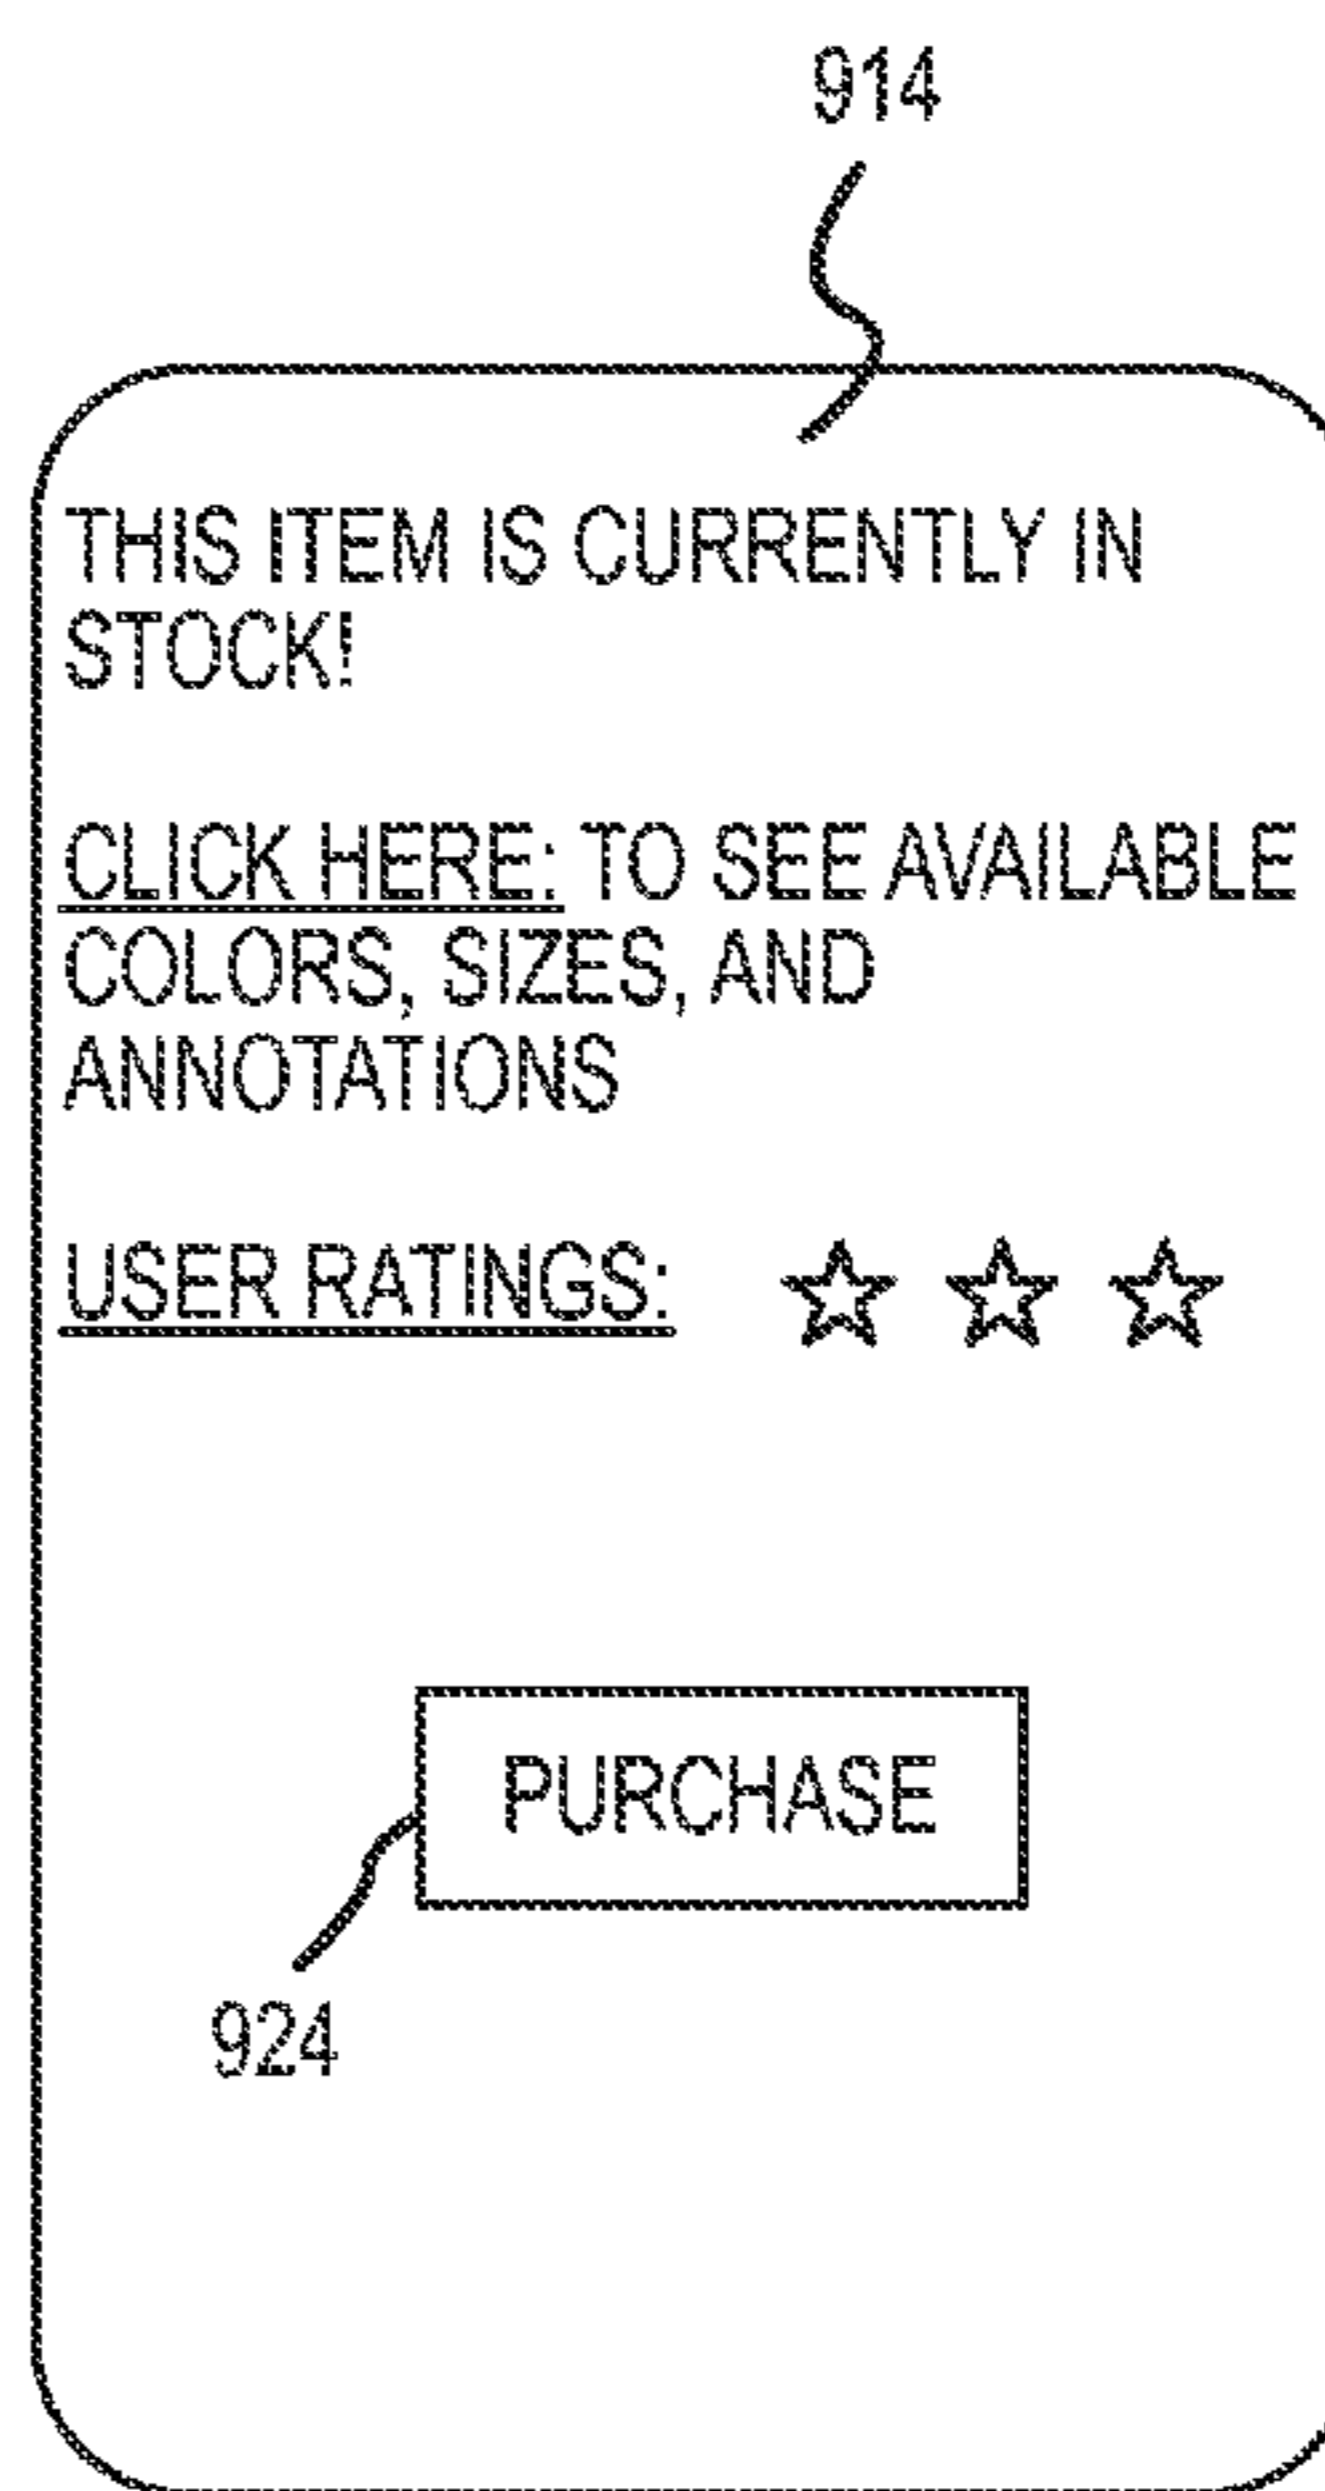 914
THIS ITEM IS CURRENTLY IN
STOCK!
CLICK HERE: TO SEE AVAILABLE
COLORS, SIZES, AND
ANNOTATIONS
USER RATINGS:
PURCHASE
924